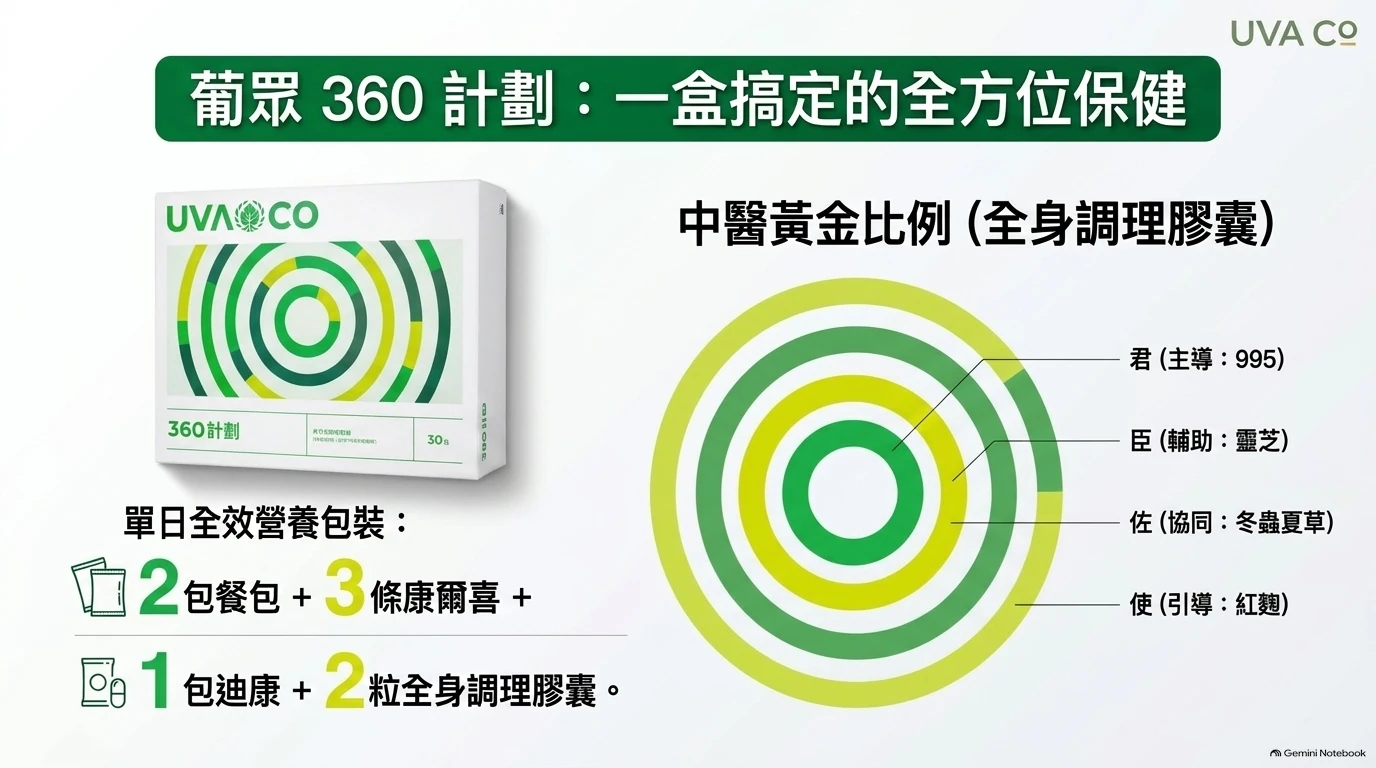 UVA Co
葡眾 360 計劃：一盒搞定的全方位保健
UVA CO
360計劃
30
中醫黃金比例 (全身調理膠囊)
君 (主導：995)
臣 (輔助：靈芝)
佐 (協同：冬蟲夏草)
使 (引導：紅麴)
單日全效營養包裝：
2包餐包 + 3條康爾喜 +
1包迪康 + 2粒全身調理膠囊。
Gemini Notebook